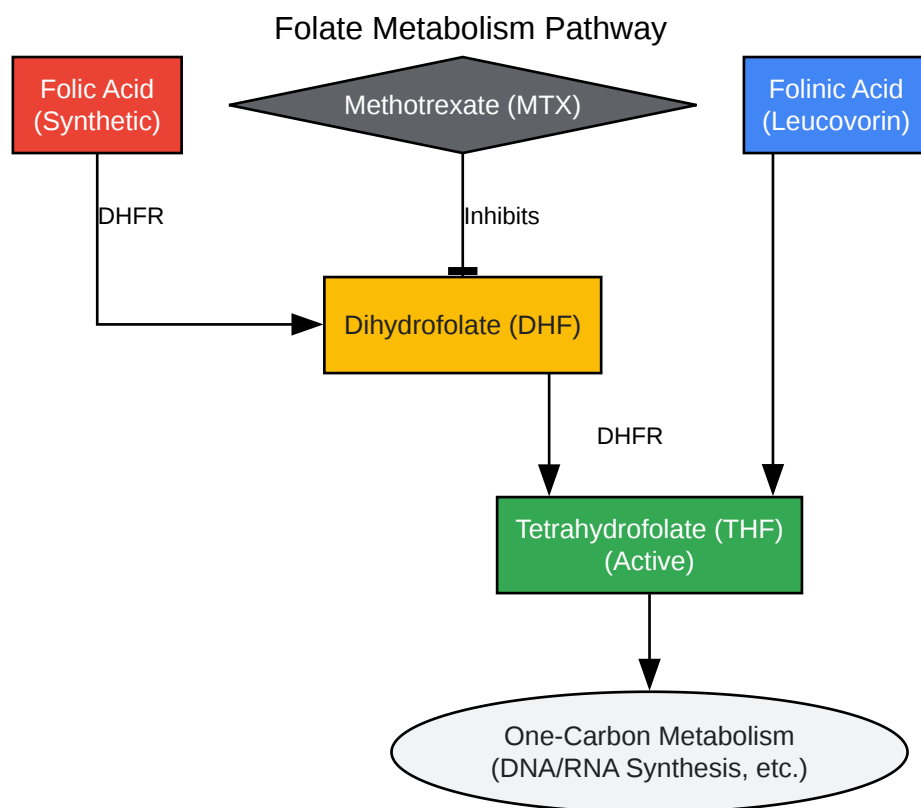 Folate Metabolism Pathway
Folic Acid
(Synthetic)
Methotrexate (MTX)
Folinic Acid
(Leucovorin)
DHFR
Inhibits
Dihydrofolate (DHF)
DHFR
Tetrahydrofolate (THF)
(Active)
One-Carbon Metabolism
(DNA/RNA Synthesis, etc.)